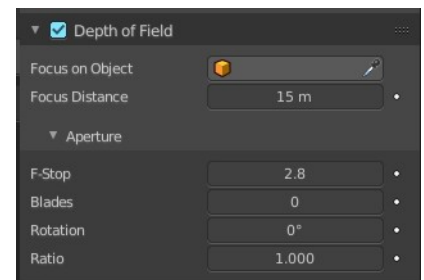 Depth of Field
Focus on Object
Focus Distance 15 m
Aperture
F-Stop 2.8
Blades 0
Rotation 0°
Ratio 1.000